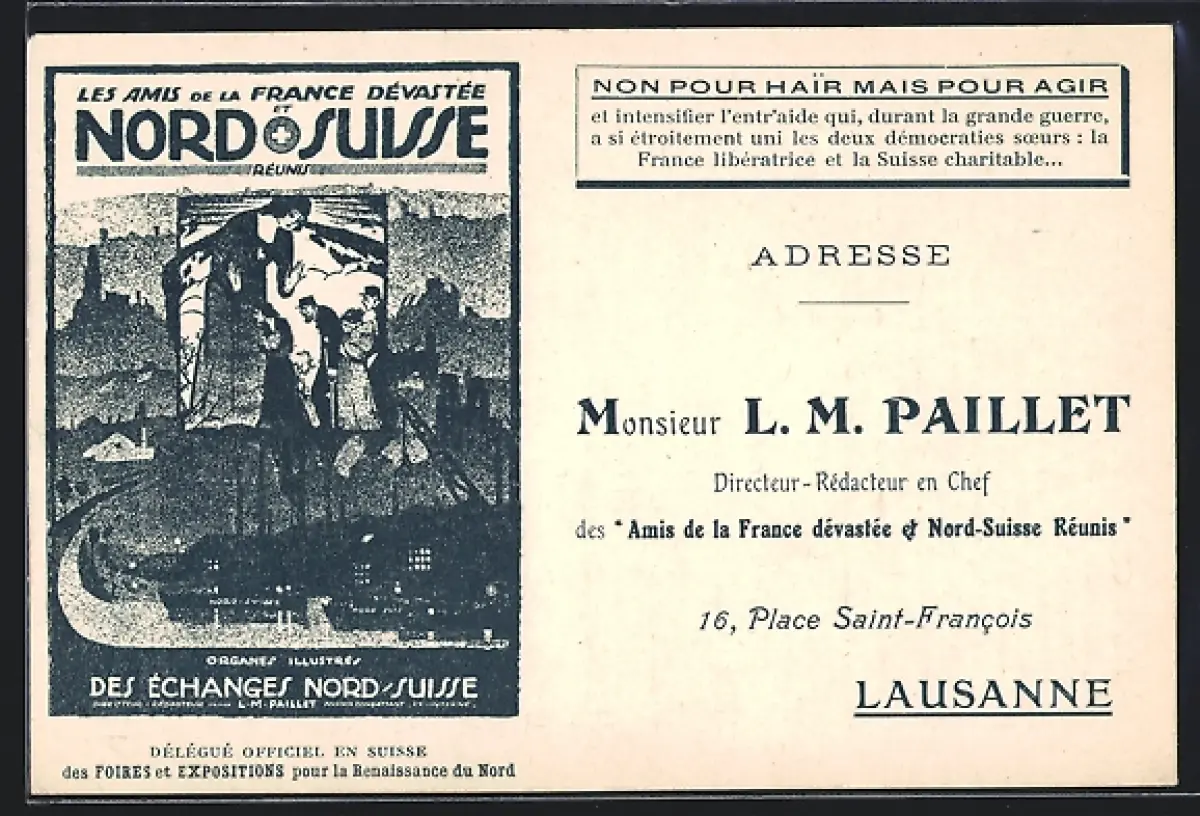 LES AMIS DE LA FRANCE DÉVASTÉE
ET
NORD SUISSE
RÉUNIS
ORGANES ILLUSTRÉS
DES ÉCHANGES NORD-SUISSE
L-M-PAILLET
DÉLÉGUÉ OFFICIEL EN SUISSE
des FOIRES et EXPOSITIONS pour la Renaissance du Nord
NON POUR HAÏR MAIS POUR AGIR
et intensifier l'entr'aide qui, durant la grande guerre,
a si étroitement uni les deux démocraties sœurs : la
France libératrice et la Suisse charitable...
ADRESSE
Monsieur L. M. PAILLET
Directeur-Rédacteur en Chef
des "Amis de la France dévastée & Nord-Suisse Réunis"
16, Place Saint-François
LAUSANNE